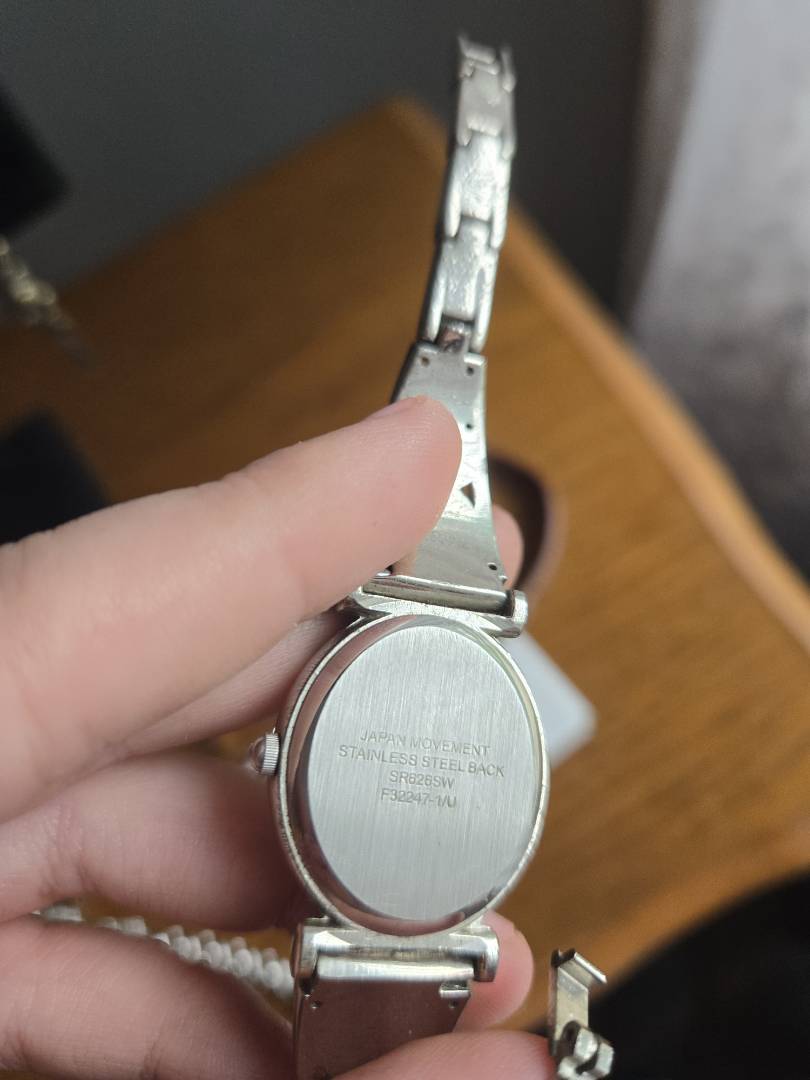 JAPAN MOVEMENT
STAINLESS STEEL BACK
SR626SW
F32247-1/U